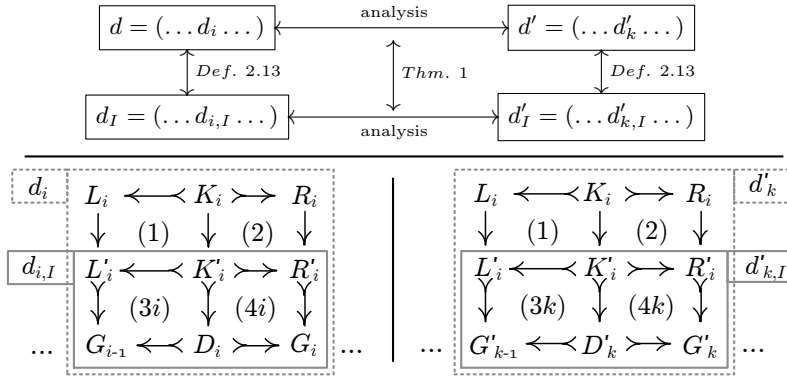 analysis
d = (. . . d_i . . . ) d′ = (. . . d′_k . . . )
Def. 2.13 Thm. 1 Def. 2.13
d_I = (. . . d_{i,I} . . . ) d′_I = (. . . d′_{k,I} . . . )
analysis
d_i L_i K_i R_i L_i K_i R_i d'_k
(1) (2) (1) (2)
d_{i,I} L'_i K'_i R'_i L'_i K'_i R'_i d'_{k,I}
(3i) (4i) (3k) (4k)
... G_{i-1} D_i G_i ... ... G'_{k-1} D'_k G'_k ...